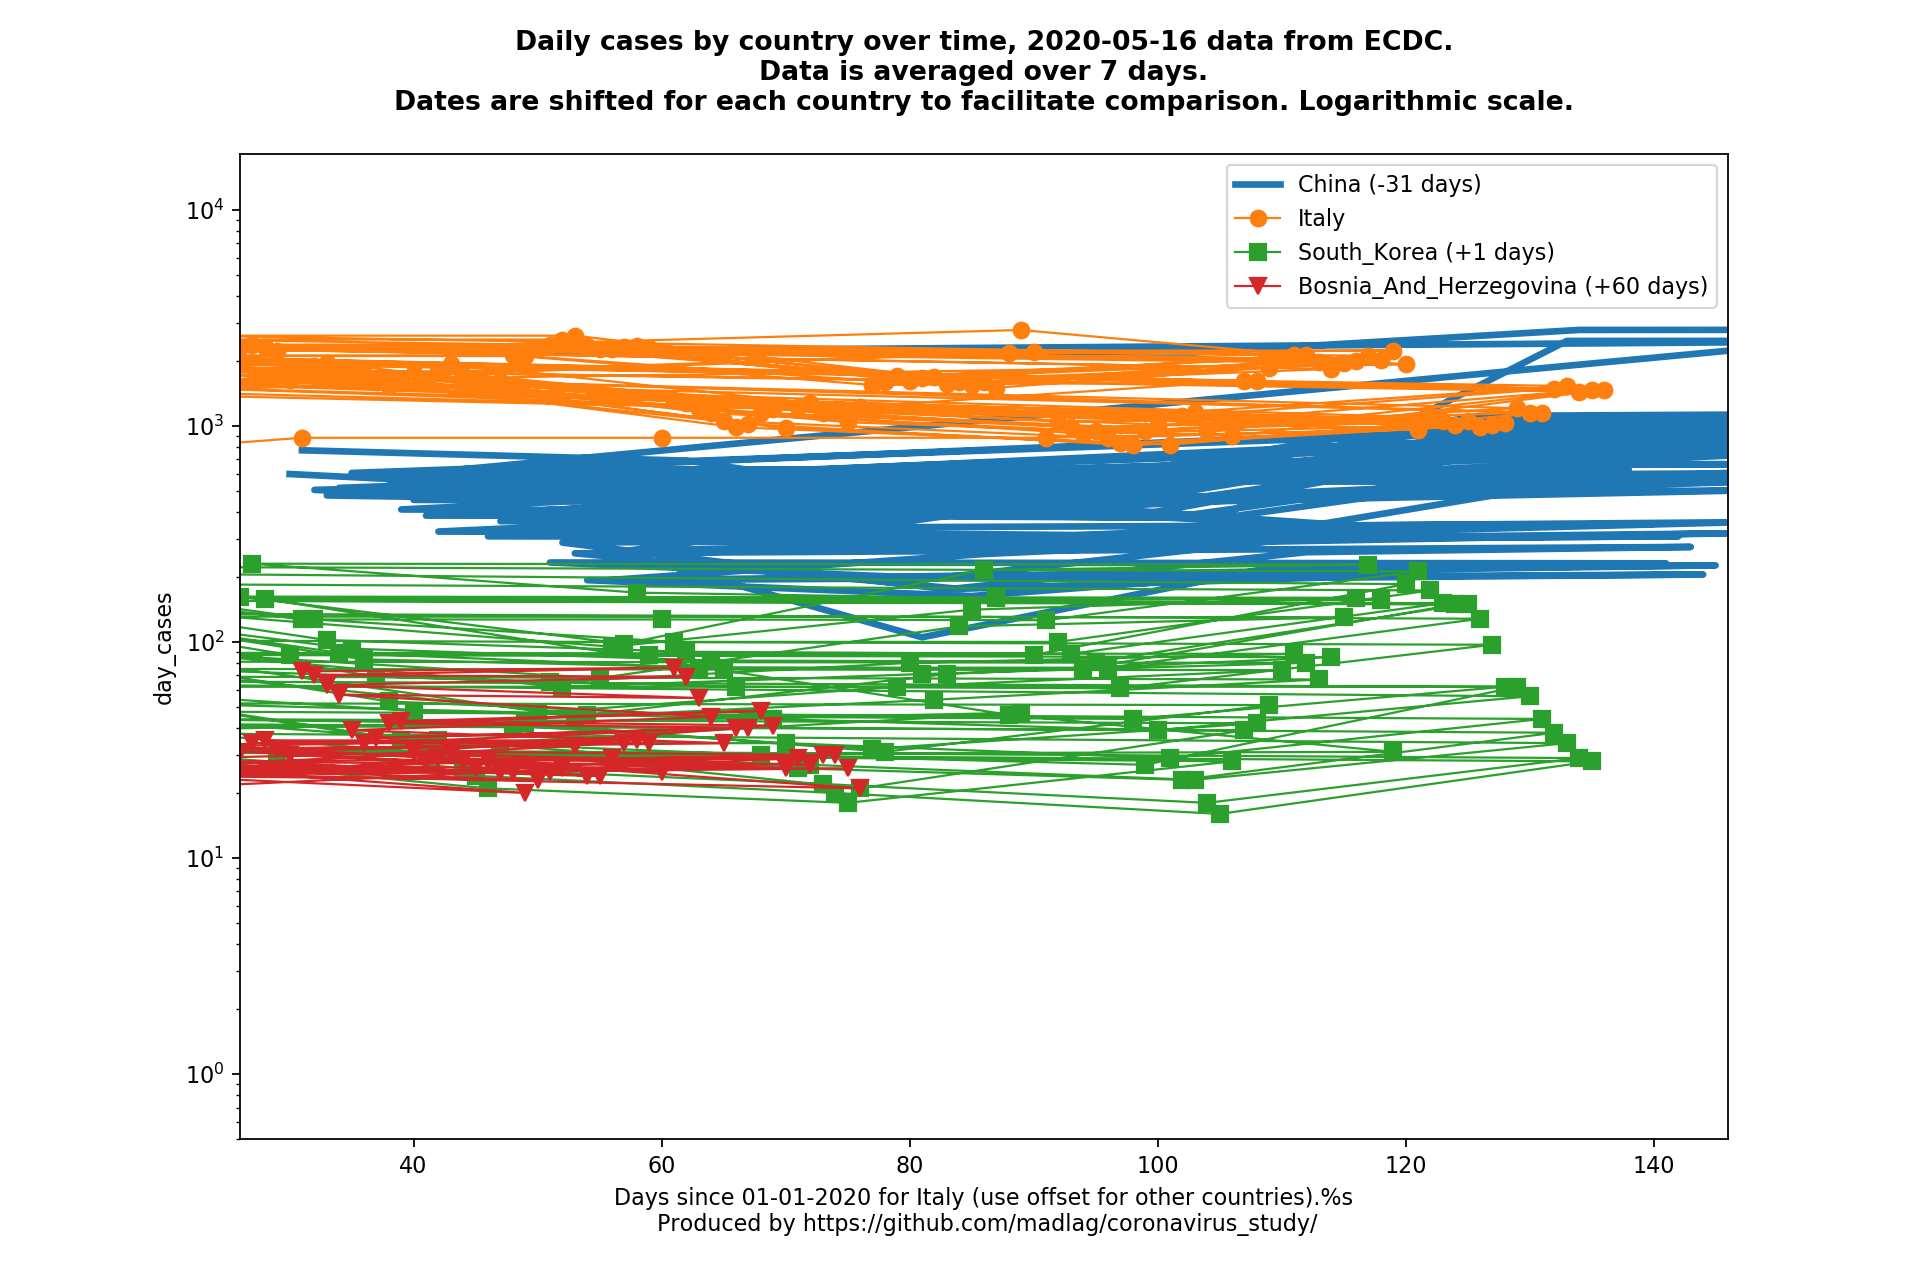 Daily cases by country over time, 2020-05-16 data from ECDC.
Data is averaged over 7 days.
Dates are shifted for each country to facilitate comparison. Logarithmic scale.
China (-31 days)
Italy
South_Korea (+1 days)
Bosnia_And_Herzegovina (+60 days)
10⁴
10³
10²
10¹
10⁰
day_cases
40 60 80 100 120 140
Days since 01-01-2020 for Italy (use offset for other countries).%s
Produced by https://github.com/madlag/coronavirus_study/